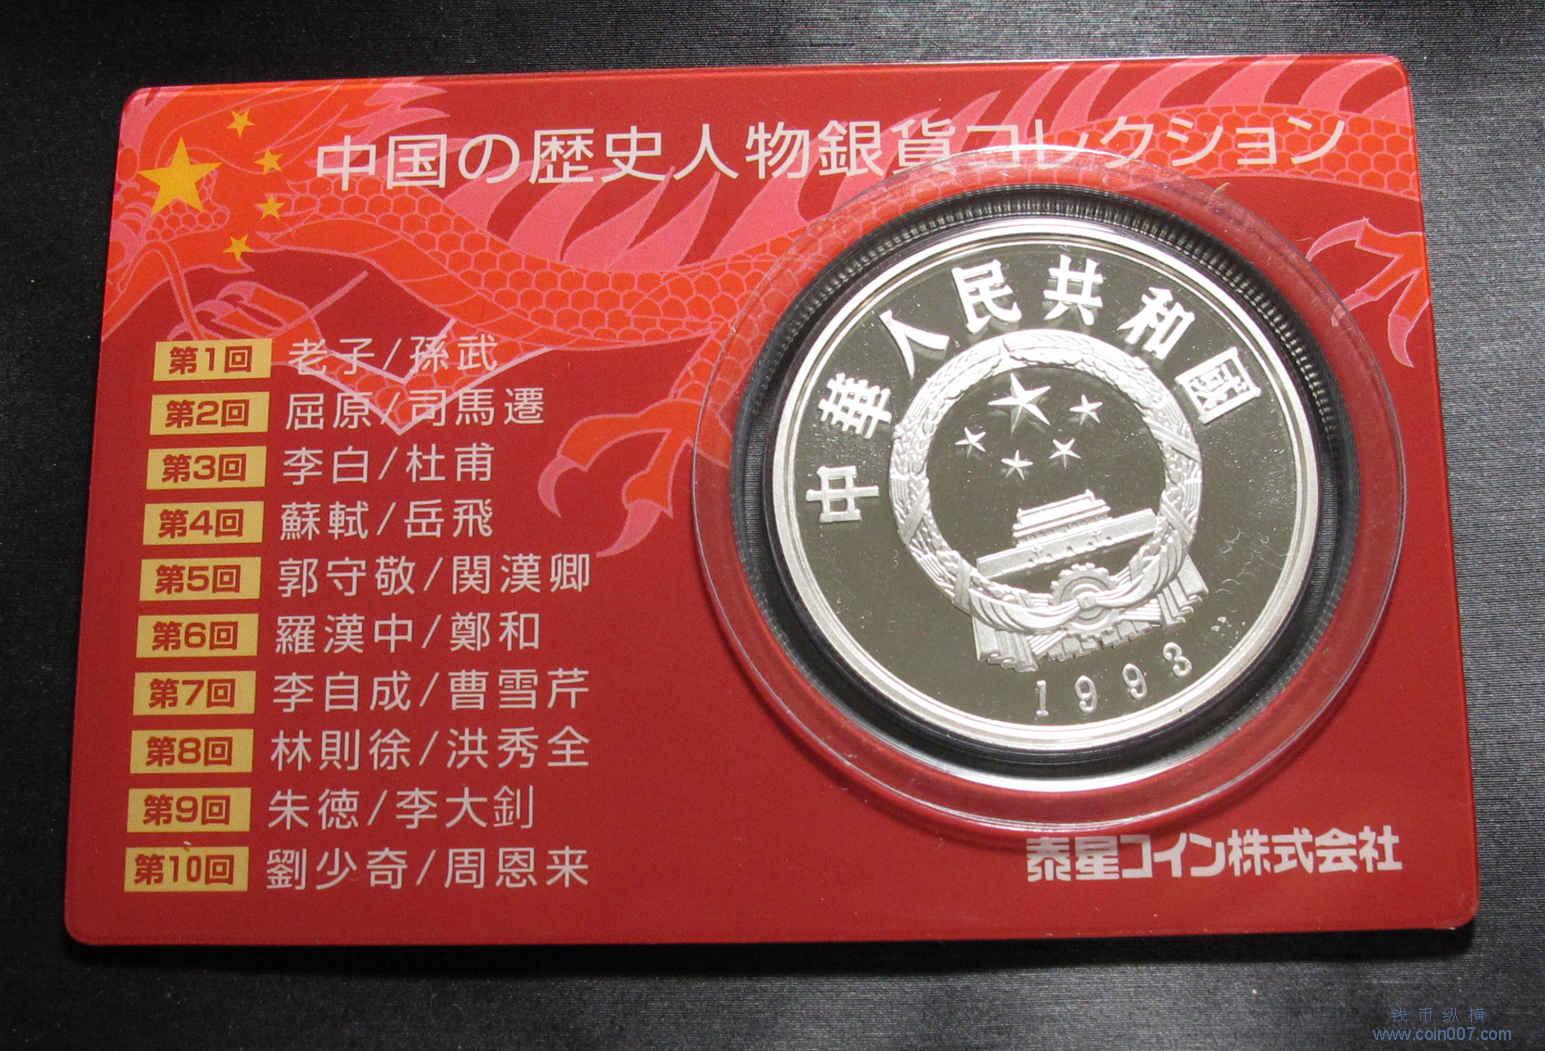 中国の歴史人物銀貨コレクション
第1回 老子/孫武
第2回 屈原/司馬遷
第3回 李白/杜甫
第4回 蘇軾/岳飛
第5回 郭守敬/関漢卿
第6回 羅漢中/鄭和
第7回 李自成/曹雪芹
第8回 林則徐/洪秀全
第9回 朱徳/李大釗
第10回 劉少奇/周恩来
中華人民共和國
1993
泰星コイン株式会社
钱币纵横
www.coin007.com